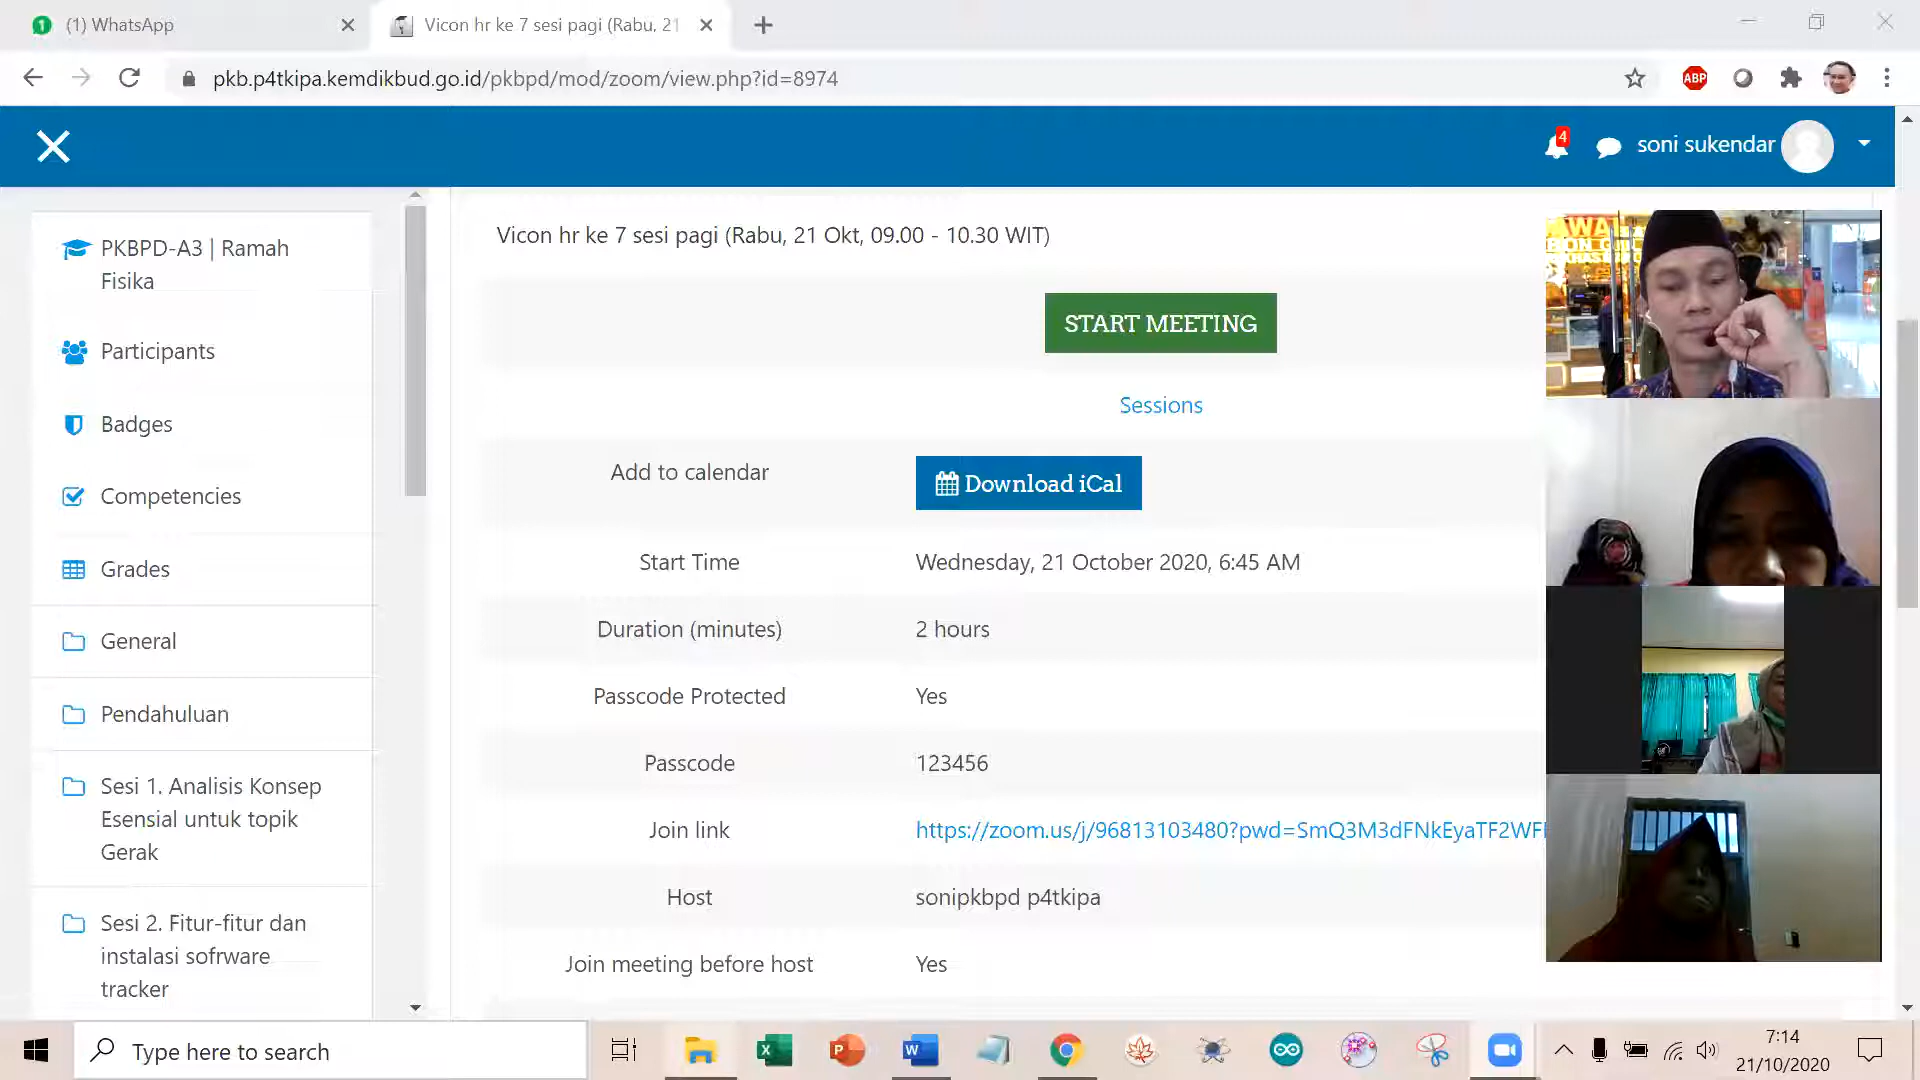 (1) WhatsApp
Vicon hr ke 7 sesi pagi (Rabu, 21
pkb.p4tkipa.kemdikbud.go.id/pkbpd/mod/zoom/view.php?id=8974
ABP
4
soni sukendar
PKBPD-A3 | Ramah
Fisika
Participants
Badges
Competencies
Grades
General
Pendahuluan
Sesi 1. Analisis Konsep
Esensial untuk topik
Gerak
Sesi 2. Fitur-fitur dan
instalasi sofrware
tracker
Vicon hr ke 7 sesi pagi (Rabu, 21 Okt, 09.00 - 10.30 WIT)
START MEETING
Sessions
Add to calendar
Download iCal
Start Time
Wednesday, 21 October 2020, 6:45 AM
Duration (minutes)
2 hours
Passcode Protected
Yes
Passcode
123456
Join link
https://zoom.us/j/96813103480?pwd=SmQ3M3dFNkEyaTF2WF
Host
sonipkbpd p4tkipa
Join meeting before host
Yes
WA
Type here to search
7:14
21/10/2020